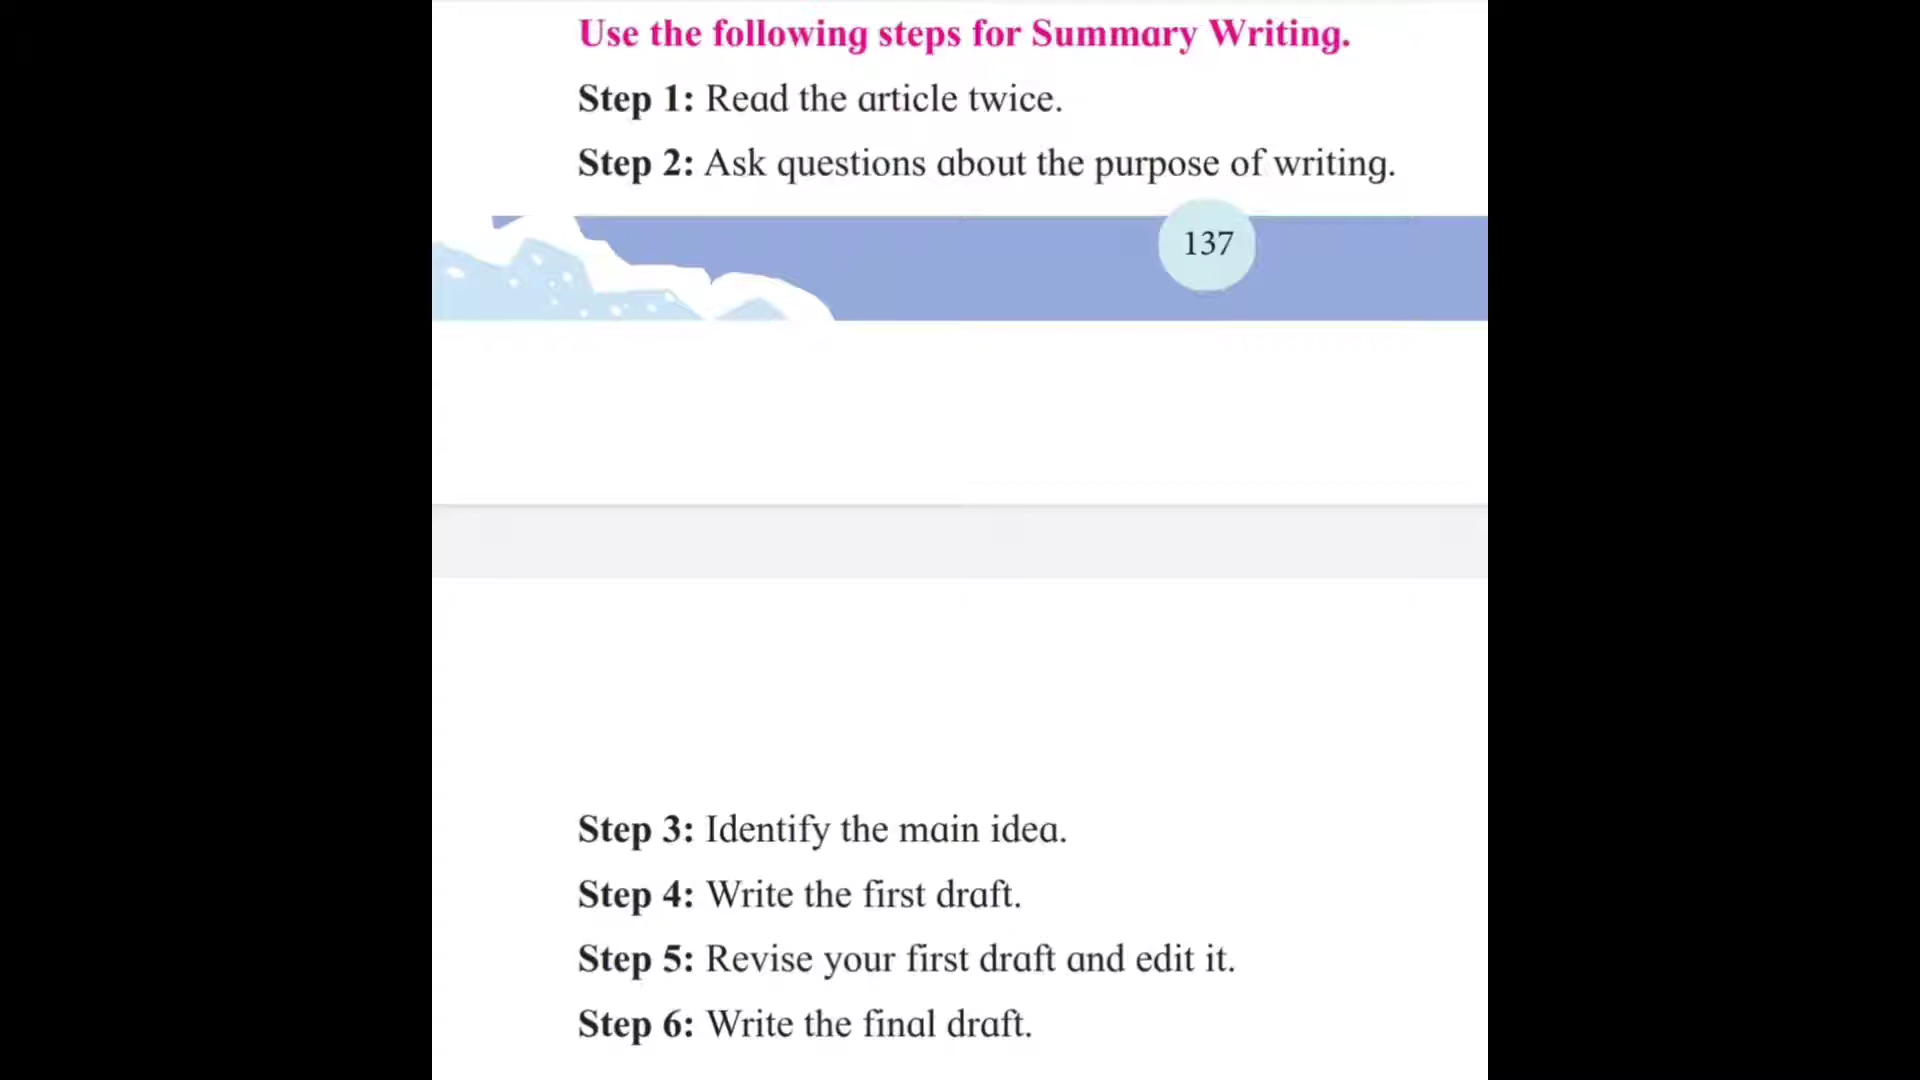 Use the following steps for Summary Writing.
Step 1: Read the article twice.
Step 2: Ask questions about the purpose of writing.
137
Step 3: Identify the main idea.
Step 4: Write the first draft.
Step 5: Revise your first draft and edit it.
Step 6: Write the final draft.